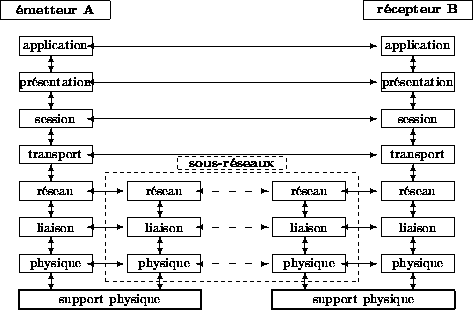 émetteur A récepteur B
application application
présentation présentation
session session
transport transport
sous-réseaux
réseau réseau réseau réseau
liaison liaison liaison liaison
physique physique physique physique
support physique support physique